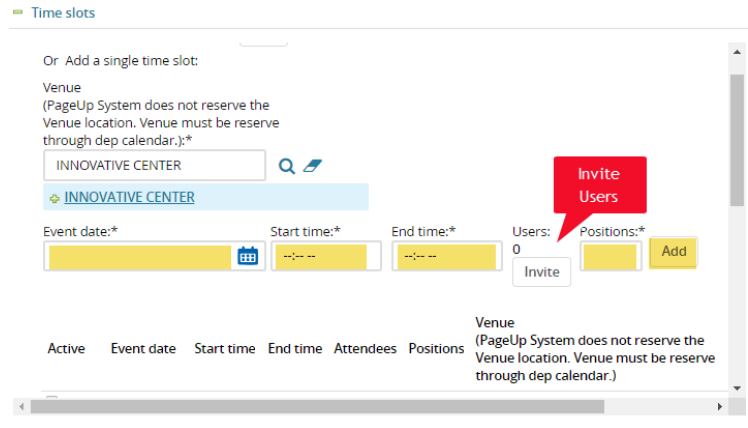 Time slots
Or Add a single time slot:
Venue
(PageUp System does not reserve the
Venue location. Venue must be reserve
through dep calendar.):*
INNOVATIVE CENTER
INNOVATIVE CENTER
Invite
Users
Event date:*
Start time:*
End time:*
Users:
Positions:*
--:-- --
--:-- --
0
Invite
Add
Active Event date Start time End time Attendees Positions
Venue
(PageUp System does not reserve the
Venue location. Venue must be reserve
through dep calendar.)